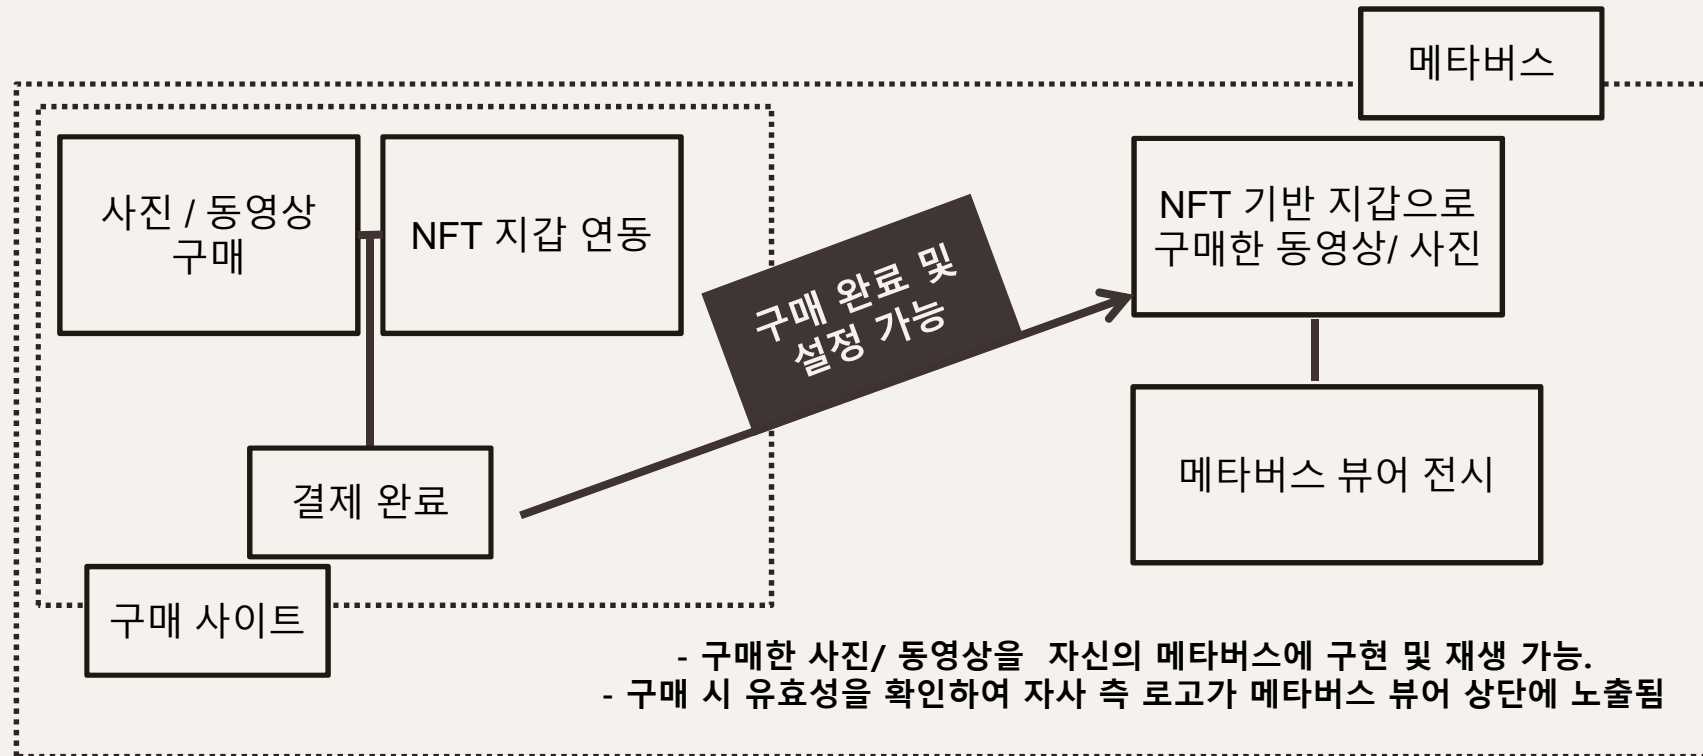 메타버스
사진 / 동영상
구매
NFT 지갑 연동
구매 완료 및
설정 가능
NFT 기반 지갑으로
구매한 동영상/ 사진
결제 완료
메타버스 뷰어 전시
구매 사이트
- 구매한 사진/ 동영상을  자신의 메타버스에 구현 및 재생 가능.
- 구매 시 유효성을 확인하여 자사 측 로고가 메타버스 뷰어 상단에 노출됨